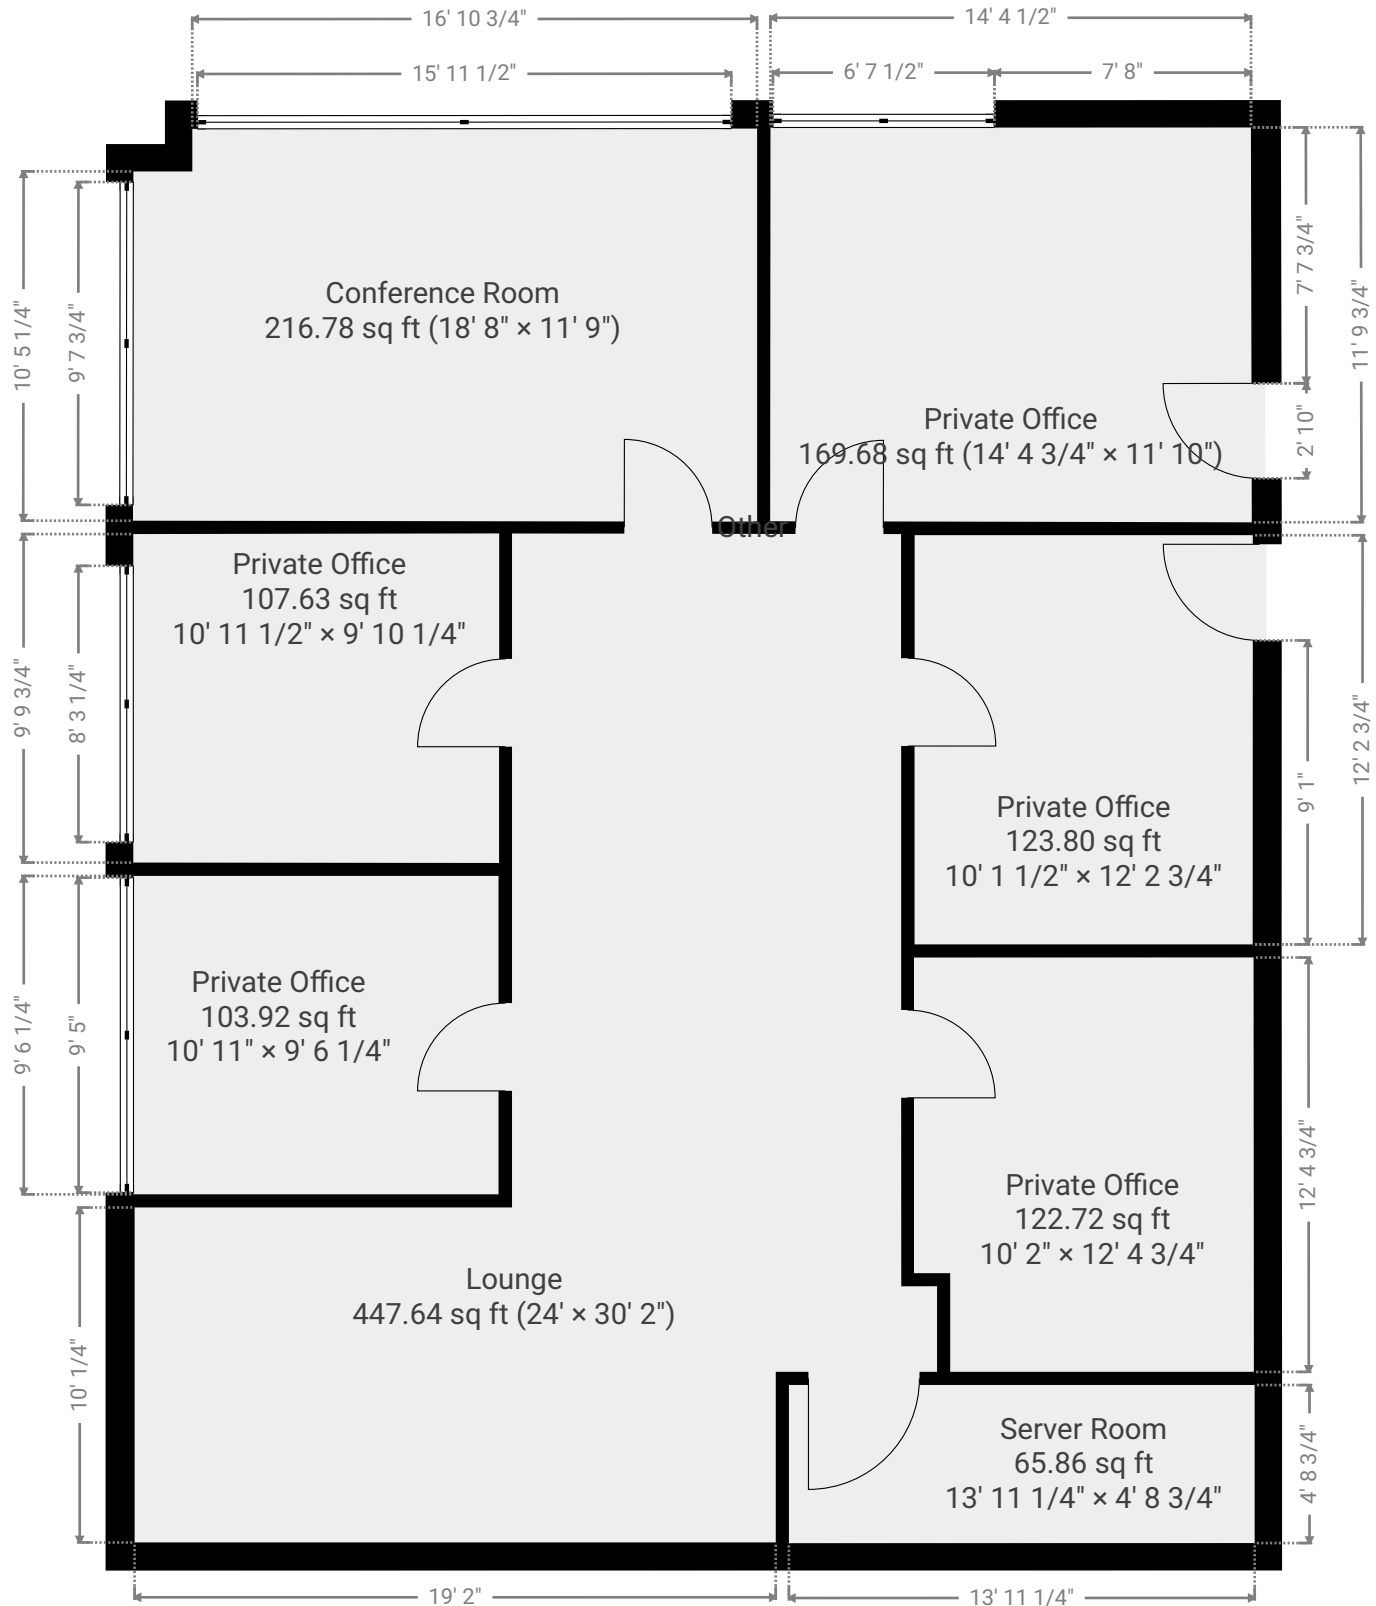 16' 10 3/4"
14' 4 1/2"
15' 11 1/2"
6' 7 1/2"
7' 8"
10' 5 1/4"
9' 7 3/4"
7' 7 3/4"
11' 9 3/4"
2' 10"
Conference Room
216.78 sq ft (18' 8" × 11' 9")
Private Office
169.68 sq ft (14' 4 3/4" × 11' 10")
Other
Private Office
107.63 sq ft
10' 11 1/2" × 9' 10 1/4"
9' 9 3/4"
8' 3 1/4"
Private Office
123.80 sq ft
10' 1 1/2" × 12' 2 3/4"
9' 1"
12' 2 3/4"
Private Office
103.92 sq ft
10' 11" × 9' 6 1/4"
9' 6 1/4"
9' 5"
Private Office
122.72 sq ft
10' 2" × 12' 4 3/4"
12' 4 3/4"
Lounge
447.64 sq ft (24' × 30' 2")
10' 1/4"
Server Room
65.86 sq ft
13' 11 1/4" × 4' 8 3/4"
4' 8 3/4"
19' 2"
13' 11 1/4"